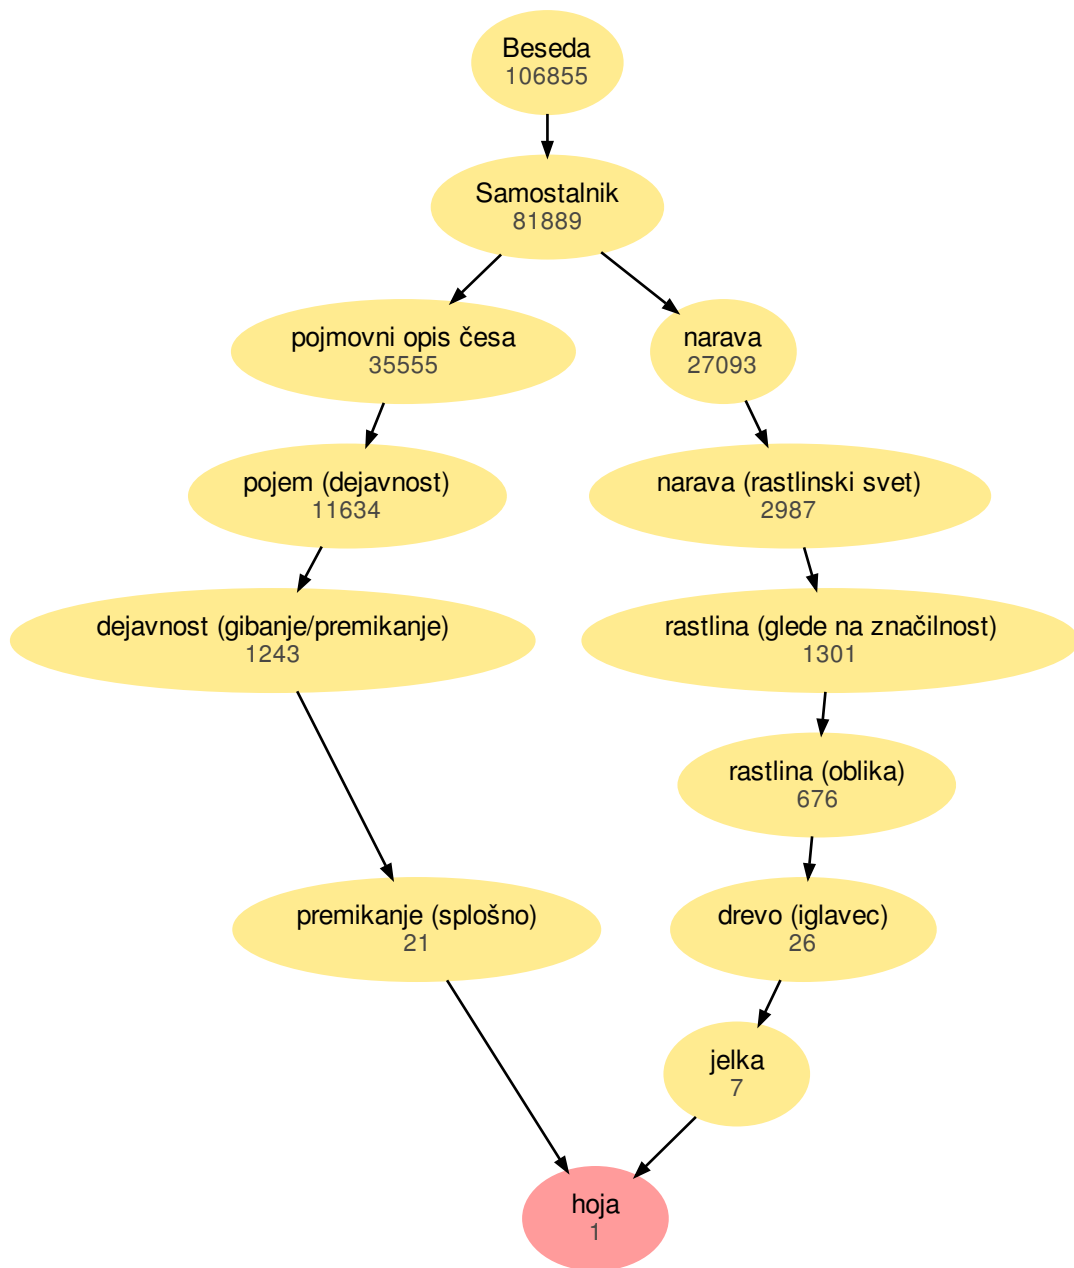 Beseda
106855
Samostalnik
81889
pojmovni opis česa
35555
narava
27093
pojem (dejavnost)
11634
narava (rastlinski svet)
2987
dejavnost (gibanje/premikanje)
1243
rastlina (glede na značilnost)
1301
rastlina (oblika)
676
premikanje (splošno)
21
drevo (iglavec)
26
jelka
7
hoja
1